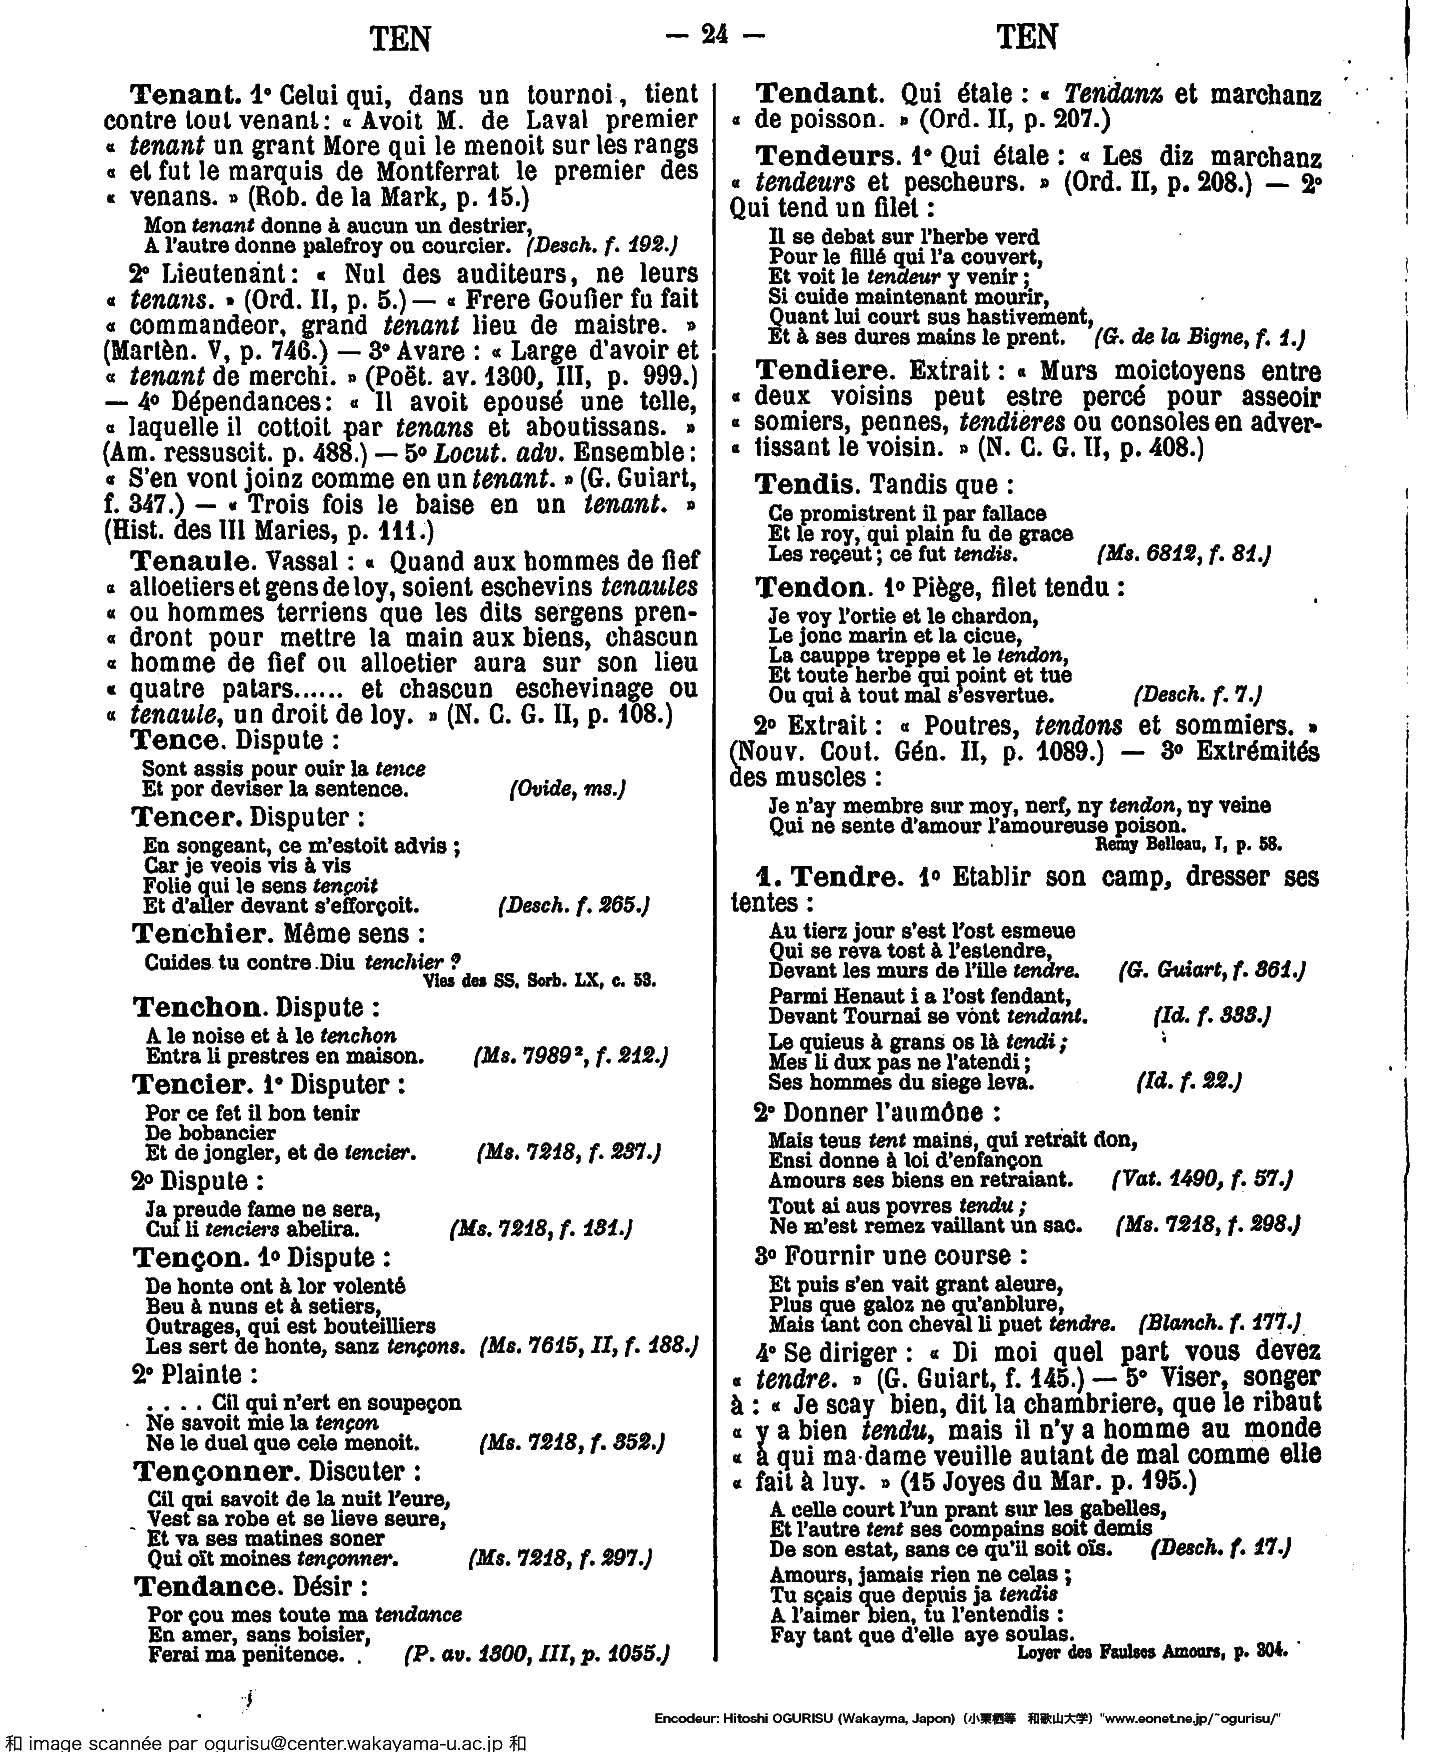 TEN — 24 — TEN
Tenant. 1° Celui qui, dans un tournoi, tient
contre tout venant : « Avoit M. de Laval premier
« tenant un grant More qui le menoit sur les rangs
« et fut le marquis de Montferrat le premier des
« venans. » (Rob. de la Mark, p. 15.)
Mon tenant donne à aucun un destrier,
A l'autre donne palefroy ou courcier. (Desch. f. 192.)
2° Lieutenant : « Nul des auditeurs, ne leurs
« tenans. » (Ord. II, p. 5.) — « Frere Goufier fu fait
« commandeor, grand tenant lieu de maistre. »
(Martèn. V, p. 746.) — 3° Avare : « Large d'avoir et
« tenant de merchi. » (Poët. av. 1300, III, p. 999.)
— 4° Dépendances : « Il avoit epousé une telle,
« laquelle il cottoit par tenans et aboutissans. »
(Am. ressuscit. p. 488.) — 5° Locut. adv. Ensemble :
« S'en vont joinz comme en un tenant. » (G. Guiart,
f. 347.) — « Trois fois le baise en un tenant. »
(Hist. des III Maries, p. 111.)
Tenaule. Vassal : « Quand aux hommes de fief
« alloetiers et gens de loy, soient eschevins tenaules
« ou hommes terriens que les dits sergens pren-
« dront pour mettre la main aux biens, chascun
« homme de fief ou alloetier aura sur son lieu
« quatre patars...... et chascun eschevinage ou
« tenaule, un droit de loy. » (N. C. G. II, p. 108.)
Tence. Dispute :
Sont assis pour ouir la tence
Et por deviser la sentence. (Ovide, ms.)
Tencer. Disputer :
En songeant, ce m'estoit advis ;
Car je veois vis à vis
Folie qui le sens tençoit
Et d'aller devant s'efforçoit. (Desch. f. 265.)
Tenchier. Même sens :
Cuides tu contre Diu tenchier ?
Vies des SS, Sorb. LX, c. 53.
Tenchon. Dispute :
A le noise et à le tenchon
Entra li prestres en maison. (Ms. 7989², f. 212.)
Tencier. 1° Disputer :
Por ce fet il bon tenir
De bobancier
Et de jongler, et de tencier. (Ms. 7218, f. 237.)
2° Dispute :
Ja preude fame ne sera,
Cui li tenciers abelira. (Ms. 7218, f. 131.)
Tençon. 1° Dispute :
De honte ont à lor volenté
Beu à nuns et à setiers,
Outrages, qui est bouteilliers
Les sert de honte, sanz tençons. (Ms. 7615, II, f. 188.)
2° Plainte :
. . . . Cil qui n'ert en soupeçon
Ne savoit mie la tençon
Ne le duel que cele menoit. (Ms. 7218, f. 352.)
Tençonner. Discuter :
Cil qui savoit de la nuit l'eure,
Vest sa robe et se lieve seure,
Et va ses matines soner
Qui oït moines tençonner. (Ms. 7218, f. 297.)
Tendance. Désir :
Por çou mes toute ma tendance
En amer, sans boisier,
Ferai ma penitence. (P. av. 1300, III, p. 1055.)
Tendant. Qui étale : « Tendanz et marchanz
« de poisson. » (Ord. II, p. 207.)
Tendeurs. 1° Qui étale : « Les diz marchanz
« tendeurs et pescheurs. » (Ord. II, p. 208.) — 2°
Qui tend un filet :
Il se debat sur l'herbe verd
Pour le fillé qui l'a couvert,
Et voit le tendeur y venir ;
Si cuide maintenant mourir,
Quant lui court sus hastivement,
Et à ses dures mains le prent. (G. de la Bigne, f. 1.)
Tendiere. Extrait : « Murs moictoyens entre
« deux voisins peut estre percé pour asseoir
« somiers, pennes, tendieres ou consoles en adver-
« tissant le voisin. » (N. C. G. II, p. 408.)
Tendis. Tandis que :
Ce promistrent il par fallace
Et le roy, qui plain fu de grace
Les reçeut ; ce fut tendis. (Ms. 6812, f. 81.)
Tendon. 1° Piège, filet tendu :
Je voy l'ortie et le chardon,
Le jonc marin et la cicue,
La cauppe treppe et le tendon,
Et toute herbe qui point et tue
Ou qui à tout mal s'esvertue. (Desch. f. 7.)
2° Extrait : « Poutres, tendons et sommiers. »
(Nouv. Cout. Gén. II, p. 1089.) — 3° Extrémités
des muscles :
Je n'ay membre sur moy, nerf, ny tendon, ny veine
Qui ne sente d'amour l'amoureuse poison.
Remy Belleau, I, p. 58.
1. Tendre. 1° Etablir son camp, dresser ses
tentes :
Au tierz jour s'est l'ost esmeue
Qui se reva tost à l'estendre,
Devant les murs de l'ille tendre. (G. Guiart, f. 361.)
Parmi Henaut i a l'ost fendant,
Devant Tournai se vont tendant. (Id. f. 333.)
Le quieus à grans os là tendi ;
Mes li dux pas ne l'atendi ;
Ses hommes du siege leva. (Id. f. 22.)
2° Donner l'aumône :
Mais teus tent mains, qui retrait don,
Ensi donne à loi d'enfançon
Amours ses biens en retraiant. (Vat. 1490, f. 57.)
Tout ai aus povres tendu ;
Ne m'est remez vaillant un sac. (Ms. 7218, f. 298.)
3° Fournir une course :
Et puis s'en vait grant aleure,
Plus que galoz ne qu'anblure,
Mais tant con cheval li puet tendre. (Blanch. f. 177.)
4° Se diriger : « Di moi quel part vous devez
« tendre. » (G. Guiart, f. 145.) — 5° Viser, songer
à : « Je scay bien, dit la chambriere, que le ribaut
« y a bien tendu, mais il n'y a homme au monde
« à qui ma dame veuille autant de mal comme elle
« fait à luy. » (15 Joyes du Mar. p. 195.)
A celle court l'un prant sur les gabelles,
Et l'autre tent ses compains soit demis
De son estat, sans ce qu'il soit oïs. (Desch. f. 17.)
Amours, jamais rien ne celas ;
Tu sçais que depuis ja tendis
A l'aimer bien, tu l'entendis :
Fay tant que d'elle aye soulas.
Loyer des Faulses Amours, p. 304.
Encodeur: Hitoshi OGURISU (Wakayma, Japon) (小栗栖等 和歌山大学) "www.eonet.ne.jp/~ogurisu/"
和 image scannée par ogurisu@center.wakayama-u.ac.jp 和